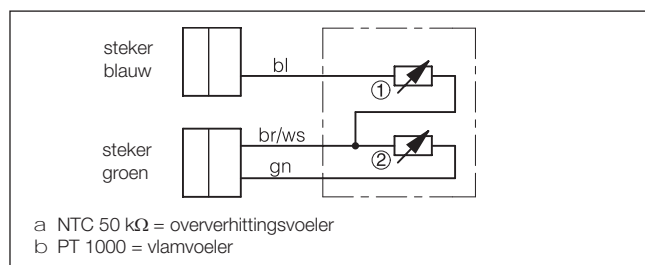 steker
blauw
bl
①
steker
groen
br/ws
gn
②
a NTC 50 kΩ = oververhittingsvoeler
b PT 1000 = vlamvoeler